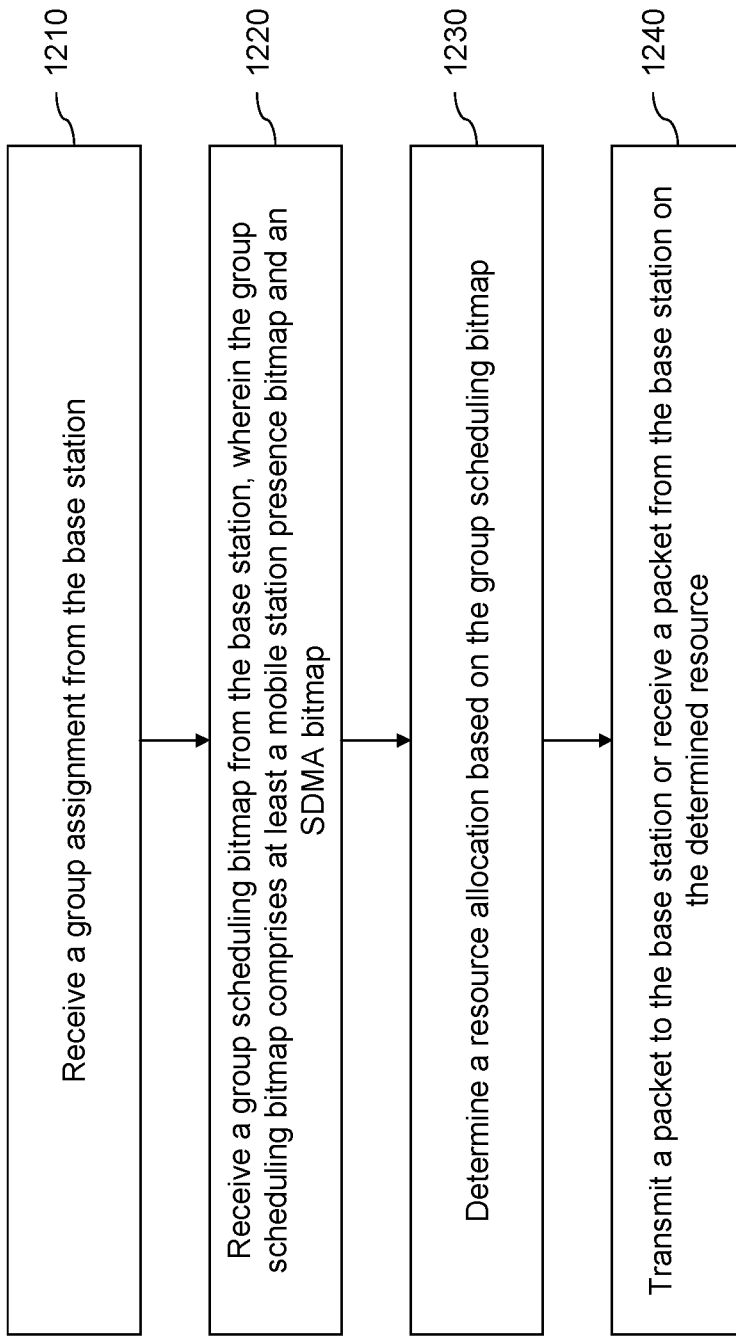 Receive a group assignment from the base station
1210
Receive a group scheduling bitmap from the base station, wherein the group
scheduling bitmap comprises at least a mobile station presence bitmap and an
SDMA bitmap
1220
Determine a resource allocation based on the group scheduling bitmap
1230
Transmit a packet to the base station or receive a packet from the base station on
the determined resource
1240